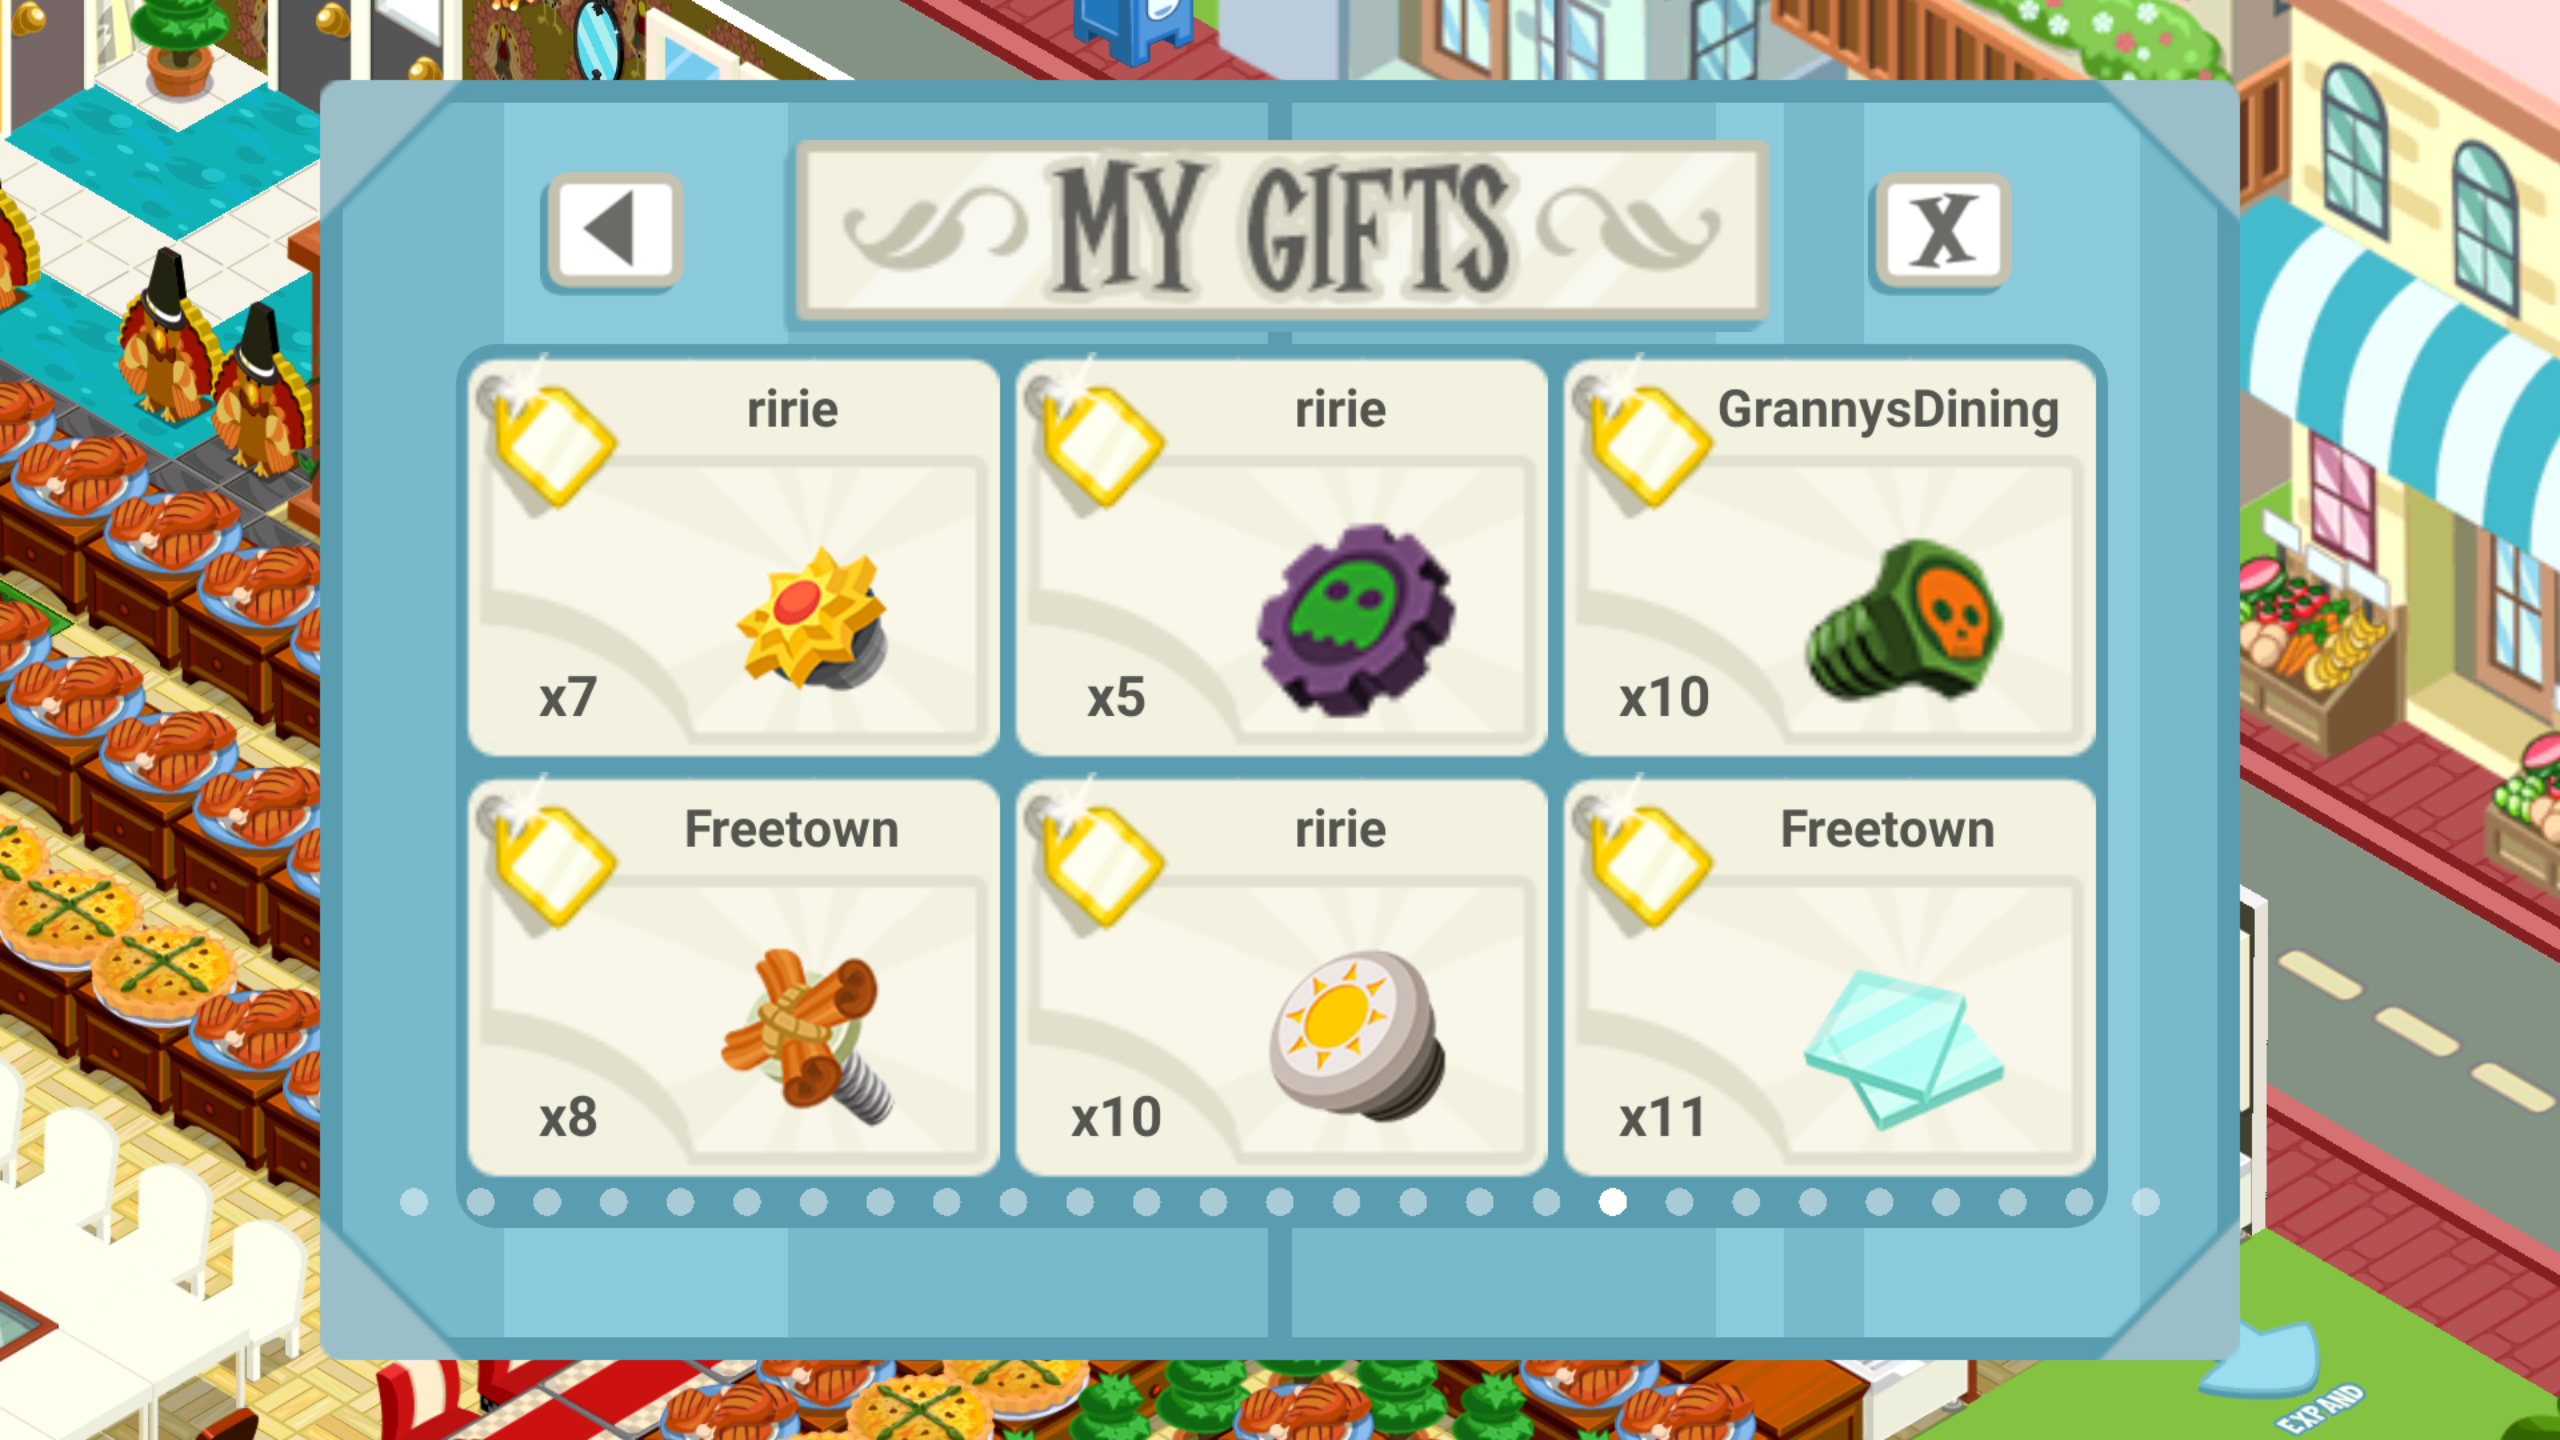 MY GIFTS
X
ririe
ririe
GrannysDining
x7
x5
x10
Freetown
ririe
Freetown
x8
x10
x11
EXPAND